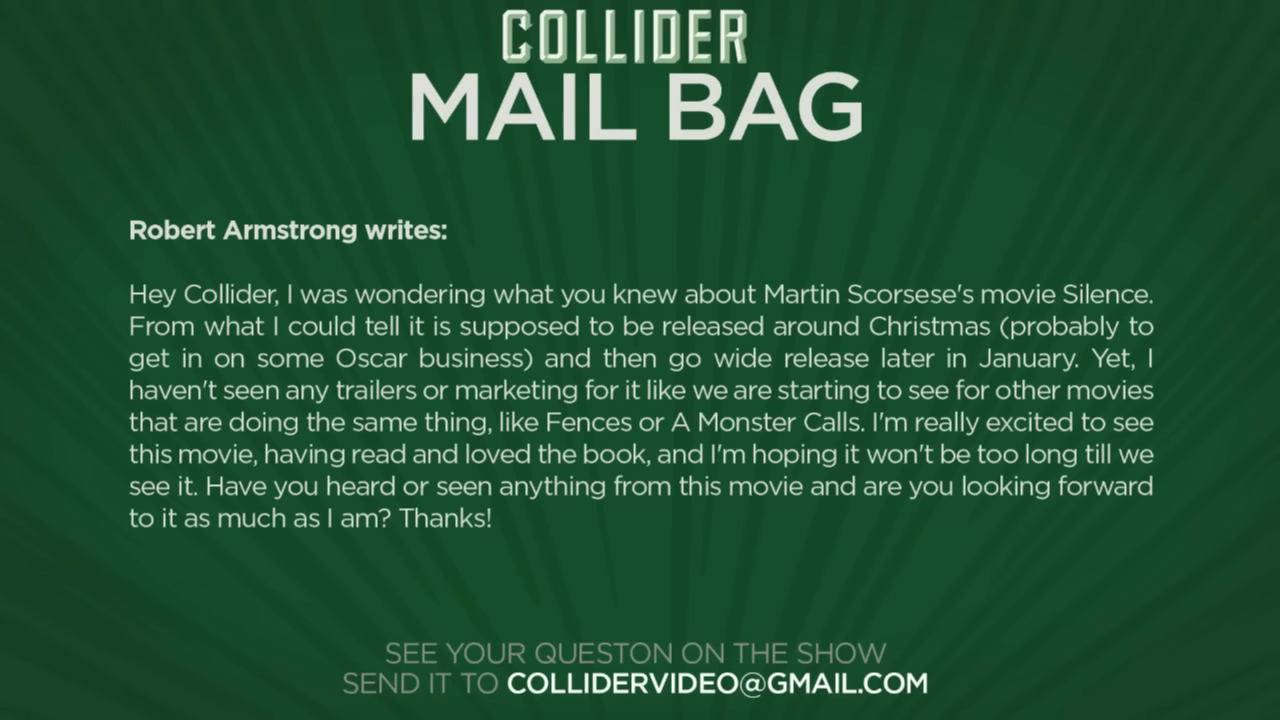 COLLIDER
MAIL BAG
Robert Armstrong writes:
Hey Collider, I was wondering what you knew about Martin Scorsese's movie Silence.
From what I could tell it is supposed to be released around Christmas (probably to
get in on some Oscar business) and then go wide release later in January. Yet, I
haven't seen any trailers or marketing for it like we are starting to see for other movies
that are doing the same thing, like Fences or A Monster Calls. I'm really excited to see
this movie, having read and loved the book, and I'm hoping it won't be too long till we
see it. Have you heard or seen anything from this movie and are you looking forward
to it as much as I am? Thanks!
SEE YOUR QUESTON ON THE SHOW
SEND IT TO COLLIDERVIDEO@GMAIL.COM